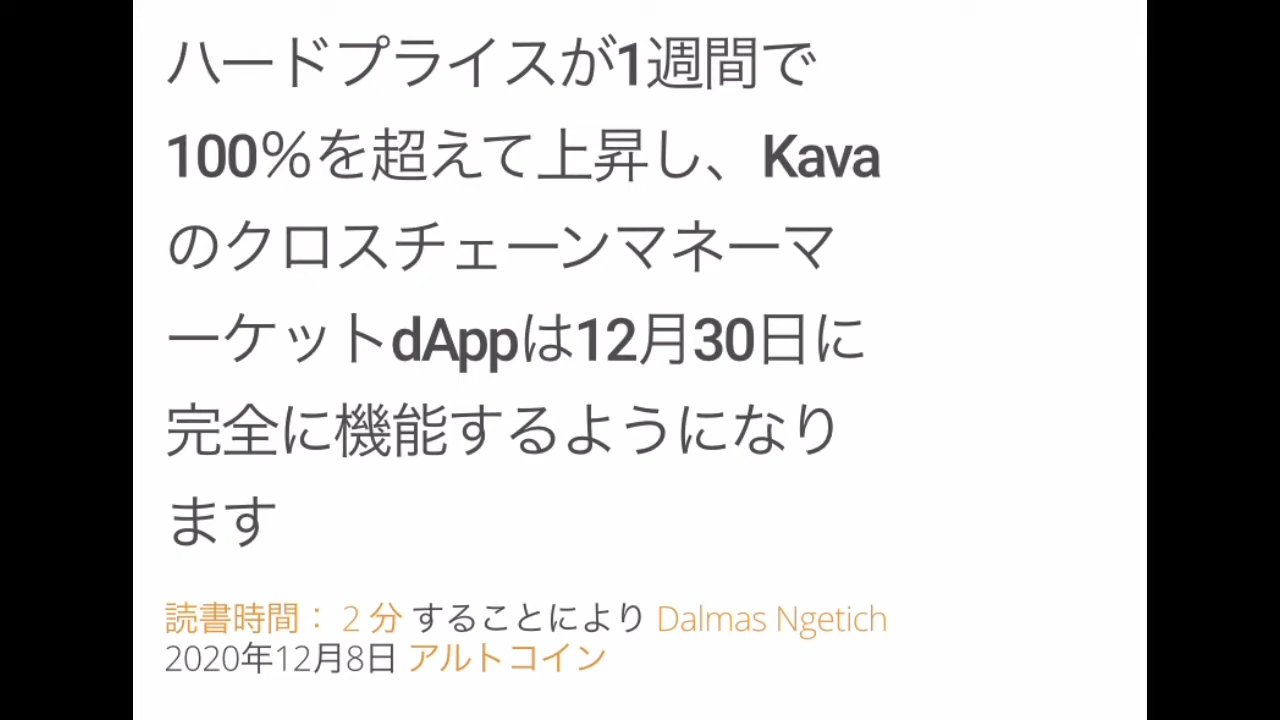 ハードプライスが1週間で
100％を超えて上昇し、Kava
のクロスチェーンマネーマ
ーケットdAppは12月30日に
完全に機能するようになり
ます
読書時間： 2 分 することにより Dalmas Ngetich
2020年12月8日 アルトコイン